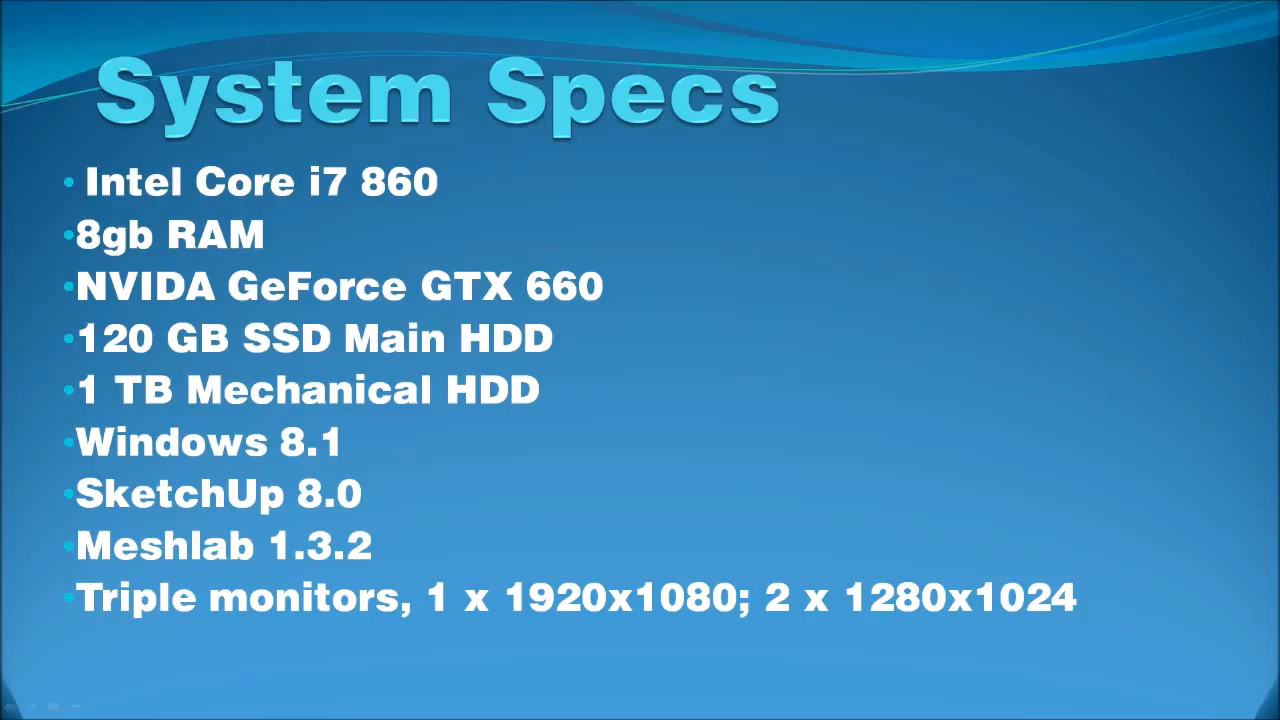 System Specs
• Intel Core i7 860
•8gb RAM
•NVIDA GeForce GTX 660
•120 GB SSD Main HDD
•1 TB Mechanical HDD
•Windows 8.1
•SketchUp 8.0
•Meshlab 1.3.2
•Triple monitors, 1 x 1920x1080; 2 x 1280x1024